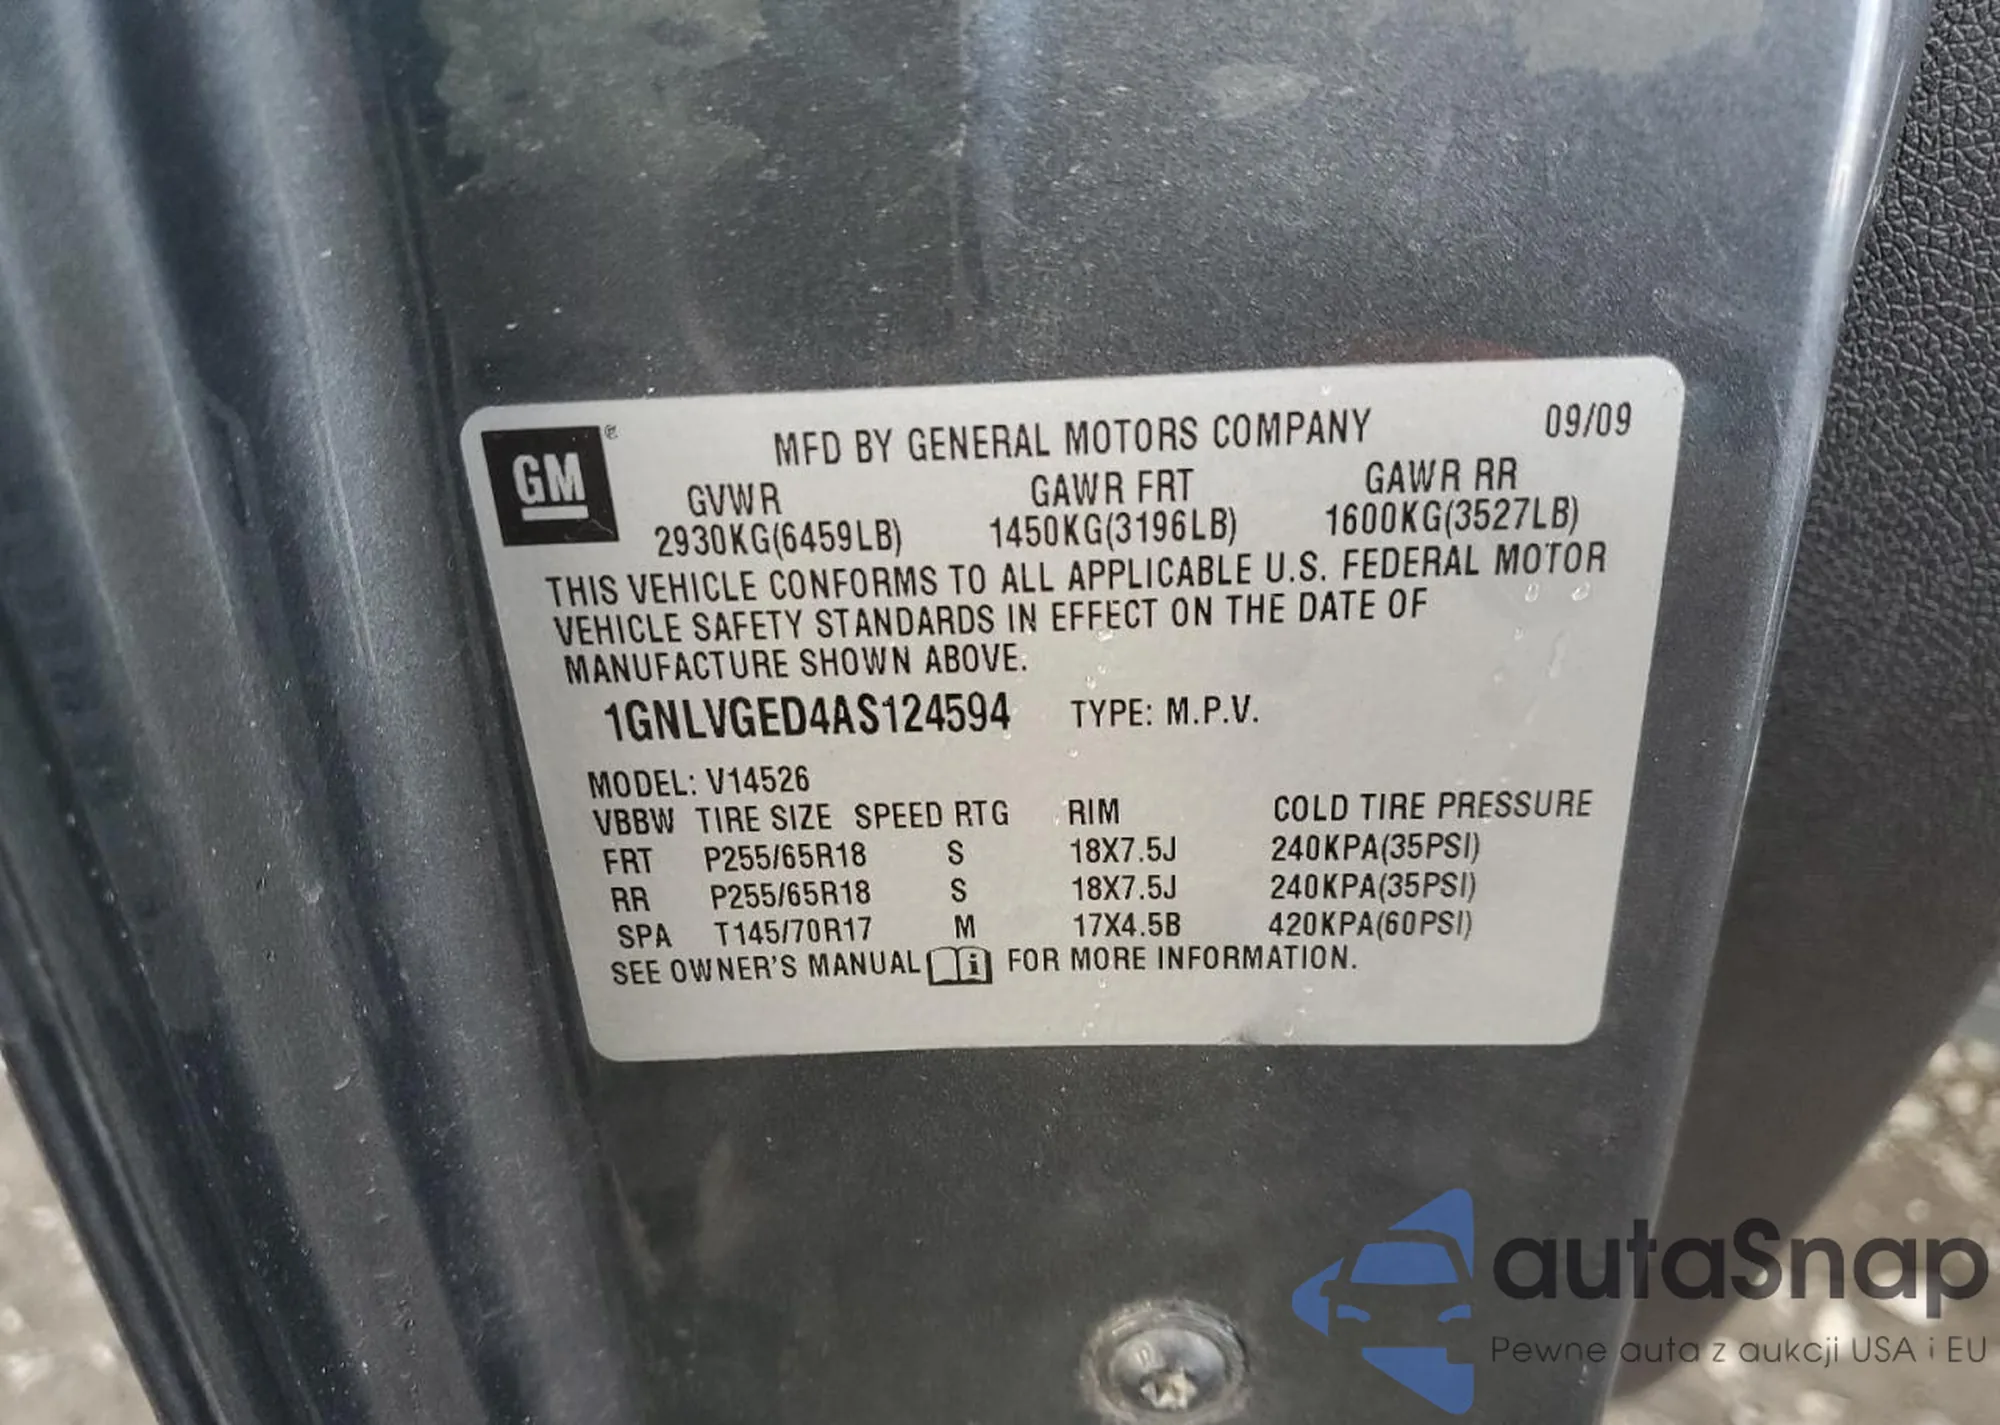 GM®
MFD BY GENERAL MOTORS COMPANY 09/09
GVWR GAWR FRT GAWR RR
2930KG(6459LB) 1450KG(3196LB) 1600KG(3527LB)
THIS VEHICLE CONFORMS TO ALL APPLICABLE U.S. FEDERAL MOTOR
VEHICLE SAFETY STANDARDS IN EFFECT ON THE DATE OF
MANUFACTURE SHOWN ABOVE.
1GNLVGED4AS124594 TYPE: M.P.V.
MODEL: V14526
VBBW TIRE SIZE SPEED RTG RIM COLD TIRE PRESSURE
FRT P255/65R18 S 18X7.5J 240KPA(35PSI)
RR P255/65R18 S 18X7.5J 240KPA(35PSI)
SPA T145/70R17 M 17X4.5B 420KPA(60PSI)
SEE OWNER'S MANUAL i FOR MORE INFORMATION.
autaSnap
Pewne auta z aukcji USA i EU